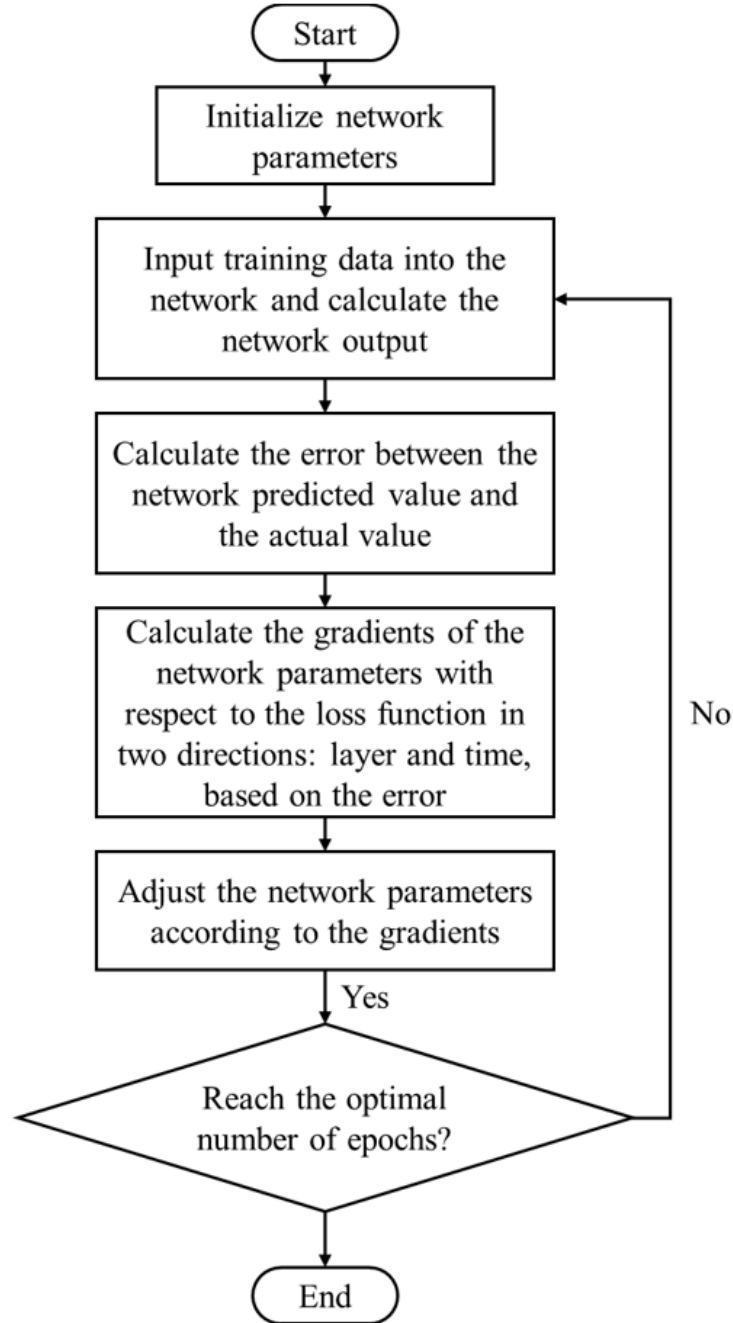 Start
Initialize network
parameters
Input training data into the
network and calculate the
network output
Calculate the error between the
network predicted value and
the actual value
Calculate the gradients of the
network parameters with
respect to the loss function in
two directions: layer and time,
based on the error
No
Adjust the network parameters
according to the gradients
Yes
Reach the optimal
number of epochs?
End